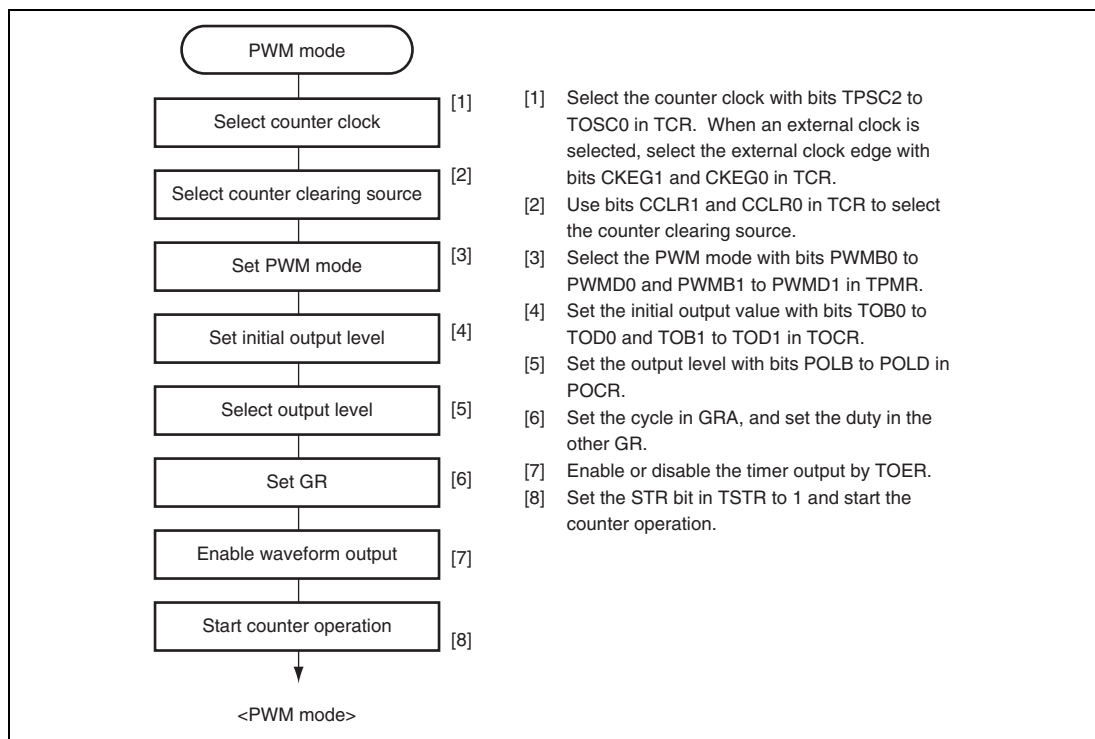 PWM mode
Select counter clock
[1]
Select counter clearing source
[2]
Set PWM mode
[3]
Set initial output level
[4]
Select output level
[5]
Set GR
[6]
Enable waveform output
[7]
Start counter operation
[8]
<PWM mode>
[1] Select the counter clock with bits TPSC2 to
TOSC0 in TCR. When an external clock is
selected, select the external clock edge with
bits CKEG1 and CKEG0 in TCR.
[2] Use bits CCLR1 and CCLR0 in TCR to select
the counter clearing source.
[3] Select the PWM mode with bits PWMB0 to
PWMD0 and PWMB1 to PWMD1 in TPMR.
[4] Set the initial output value with bits TOB0 to
TOD0 and TOB1 to TOD1 in TOCR.
[5] Set the output level with bits POLB to POLD in
POCR.
[6] Set the cycle in GRA, and set the duty in the
other GR.
[7] Enable or disable the timer output by TOER.
[8] Set the STR bit in TSTR to 1 and start the
counter operation.